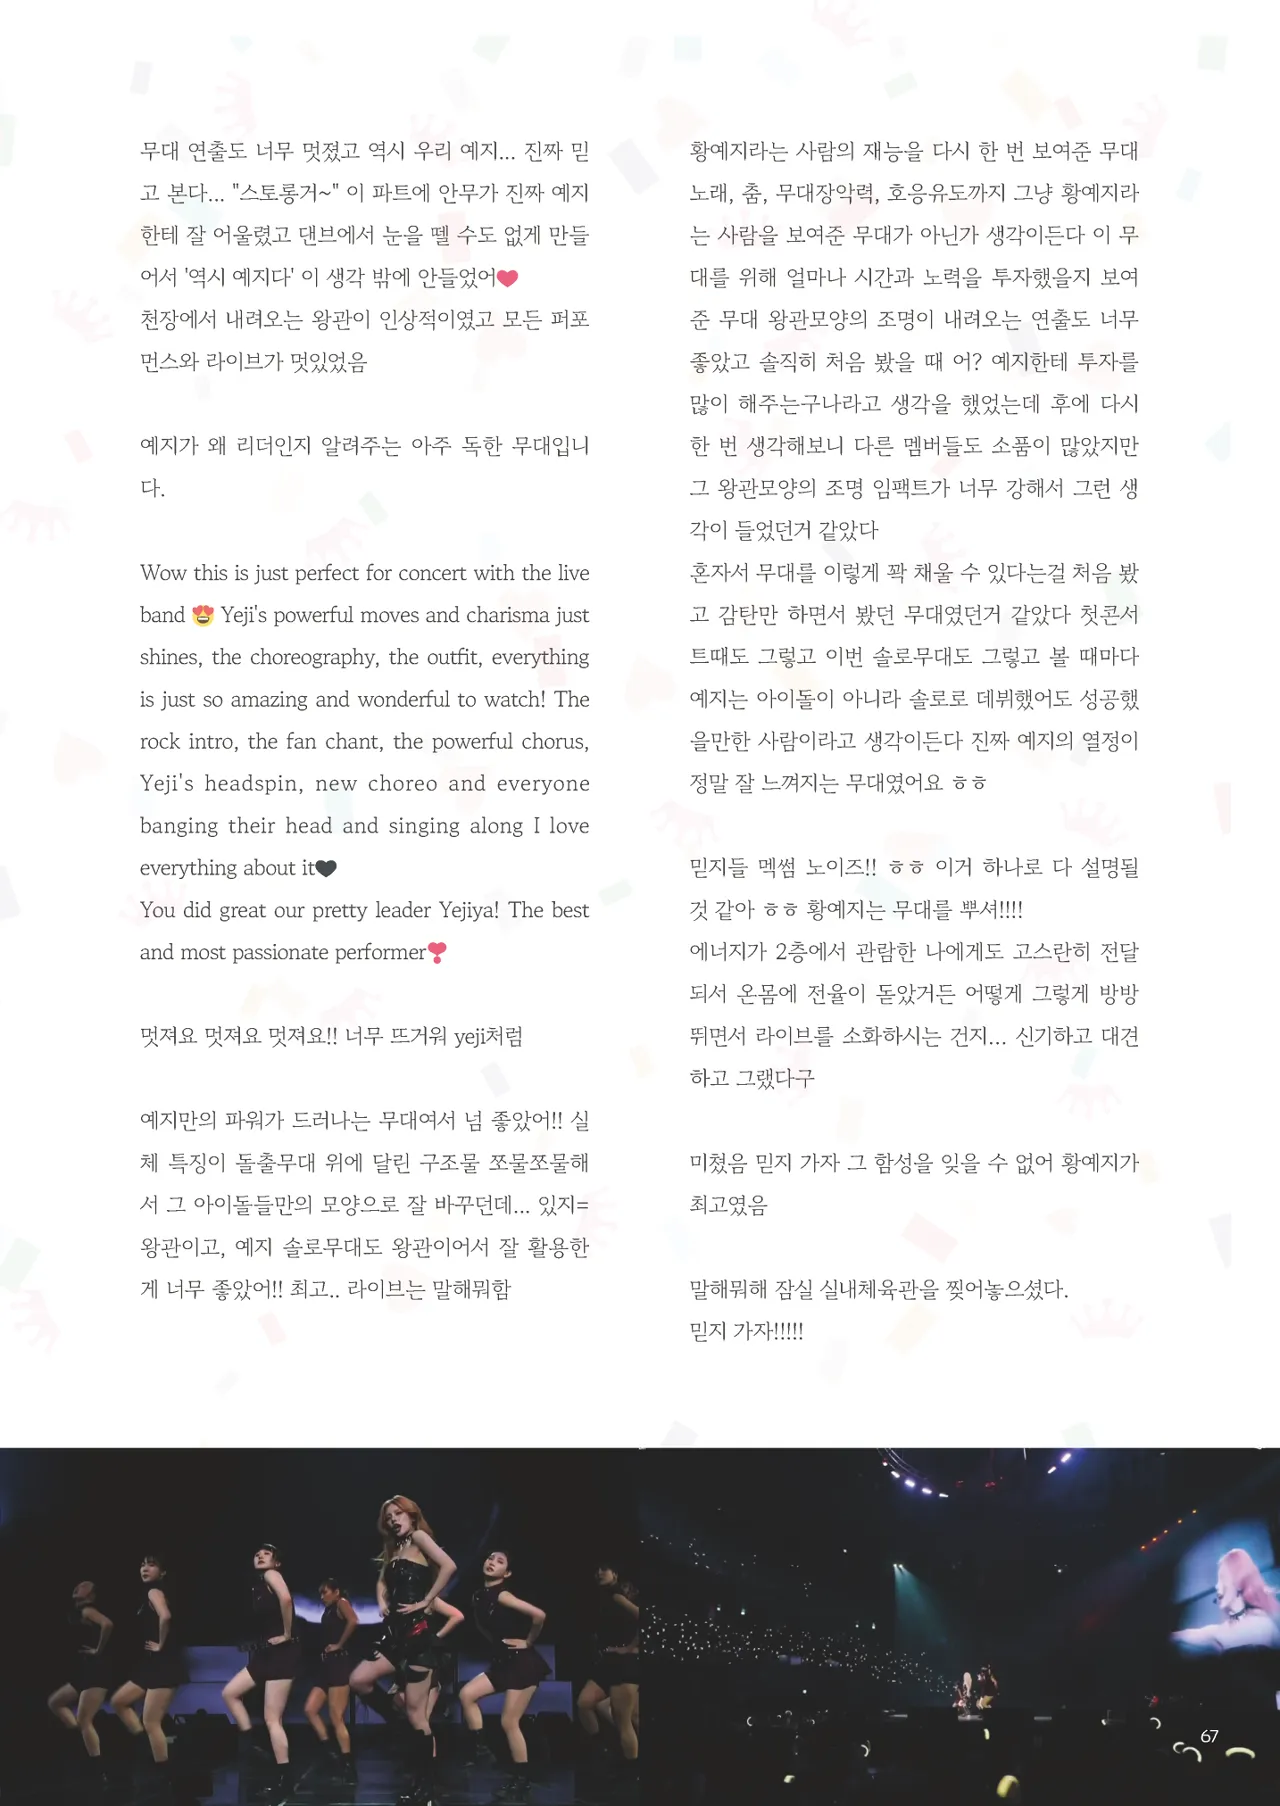 무대 연출도 너무 멋졌고 역시 우리 예지... 진짜 믿
고 본다... "스토롱거~" 이 파트에 안무가 진짜 예지
한테 잘 어울렸고 댄브에서 눈을 뗄 수도 없게 만들
어서 '역시 예지다' 이 생각 밖에 안들었어❤
천장에서 내려오는 왕관이 인상적이였고 모든 퍼포
먼스와 라이브가 멋있었음
예지가 왜 리더인지 알려주는 아주 독한 무대입니
다.
Wow this is just perfect for concert with the live
band 😍 Yeji's powerful moves and charisma just
shines, the choreography, the outfit, everything
is just so amazing and wonderful to watch! The
rock intro, the fan chant, the powerful chorus,
Yeji's headspin, new choreo and everyone
banging their head and singing along I love
everything about it🖤
You did great our pretty leader Yejiya! The best
and most passionate performer❣
멋져요 멋져요 멋져요!! 너무 뜨거워 yeji처럼
예지만의 파워가 드러나는 무대여서 넘 좋았어!! 실
체 특징이 돌출무대 위에 달린 구조물 쪼물쪼물해
서 그 아이돌들만의 모양으로 잘 바꾸던데... 있지=
왕관이고, 예지 솔로무대도 왕관이어서 잘 활용한
게 너무 좋았어!! 최고.. 라이브는 말해뭐함
황예지라는 사람의 재능을 다시 한 번 보여준 무대
노래, 춤, 무대장악력, 호응유도까지 그냥 황예지라
는 사람을 보여준 무대가 아닌가 생각이든다 이 무
대를 위해 얼마나 시간과 노력을 투자했을지 보여
준 무대 왕관모양의 조명이 내려오는 연출도 너무
좋았고 솔직히 처음 봤을 때 어? 예지한테 투자를
많이 해주는구나라고 생각을 했었는데 후에 다시
한 번 생각해보니 다른 멤버들도 소품이 많았지만
그 왕관모양의 조명 임팩트가 너무 강해서 그런 생
각이 들었던거 같았다
혼자서 무대를 이렇게 꽉 채울 수 있다는걸 처음 봤
고 감탄만 하면서 봤던 무대였던거 같았다 첫콘서
트때도 그렇고 이번 솔로무대도 그렇고 볼 때마다
예지는 아이돌이 아니라 솔로로 데뷔했어도 성공했
을만한 사람이라고 생각이든다 진짜 예지의 열정이
정말 잘 느껴지는 무대였어요 ㅎㅎ
믿지들 멕썸 노이즈!! ㅎㅎ 이거 하나로 다 설명될
것 같아 ㅎㅎ 황예지는 무대를 뿌셔!!!!
에너지가 2층에서 관람한 나에게도 고스란히 전달
되서 온몸에 전율이 돋았거든 어떻게 그렇게 방방
뛰면서 라이브를 소화하시는 건지... 신기하고 대견
하고 그랬다구
미쳤음 믿지 가자 그 함성을 잊을 수 없어 황예지가
최고였음
말해뭐해 잠실 실내체육관을 찢어놓으셨다.
믿지 가자!!!!!
67